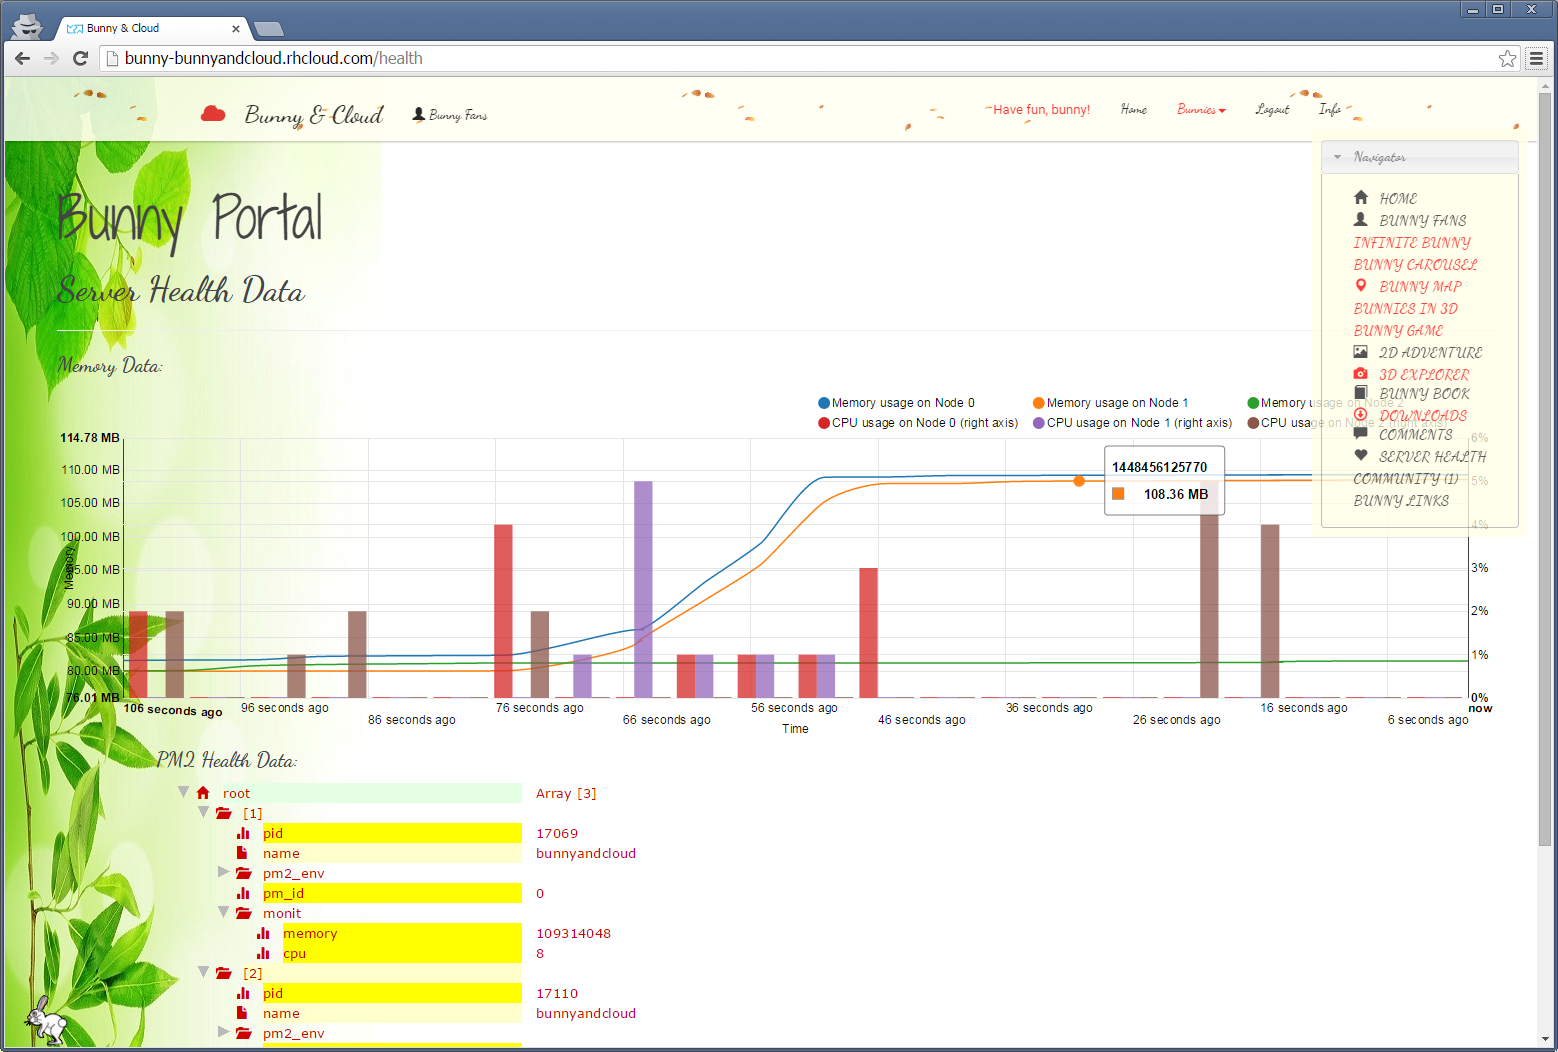 Bunny & Cloud
bunny-bunnyandcloud.rhcloud.com/health
Bunny & Cloud
Bunny Fans
Have fun, bunny!
Home
Bunnies
Logout
Info
Navigator
HOME
BUNNY FANS
INFINITE BUNNY
BUNNY CAROUSEL
BUNNY MAP
BUNNIES IN 3D
BUNNY GAME
2D ADVENTURE
3D EXPLORER
BUNNY BOOK
DOWNLOADS
COMMENTS
SERVER HEALTH
COMMUNITY (1)
BUNNY LINKS
Bunny Portal
Server Health Data
Memory Data:
Memory usage on Node 0
Memory usage on Node 1
Memory usage on Node 2
CPU usage on Node 0 (right axis)
CPU usage on Node 1 (right axis)
CPU usage on Node 2 (right axis)
114.78 MB
110.00 MB
105.00 MB
100.00 MB
95.00 MB
90.00 MB
85.00 MB
80.00 MB
76.01 MB
Memory
6%
5%
4%
3%
2%
1%
0%
1448456125770
108.36 MB
106 seconds ago
96 seconds ago
86 seconds ago
76 seconds ago
66 seconds ago
56 seconds ago
46 seconds ago
36 seconds ago
26 seconds ago
16 seconds ago
6 seconds ago
now
Time
PM2 Health Data:
root Array [3]
[1]
pid 17069
name bunnyandcloud
pm2_env
pm_id 0
monit
memory 109314048
cpu 8
[2]
pid 17110
name bunnyandcloud
pm2_env